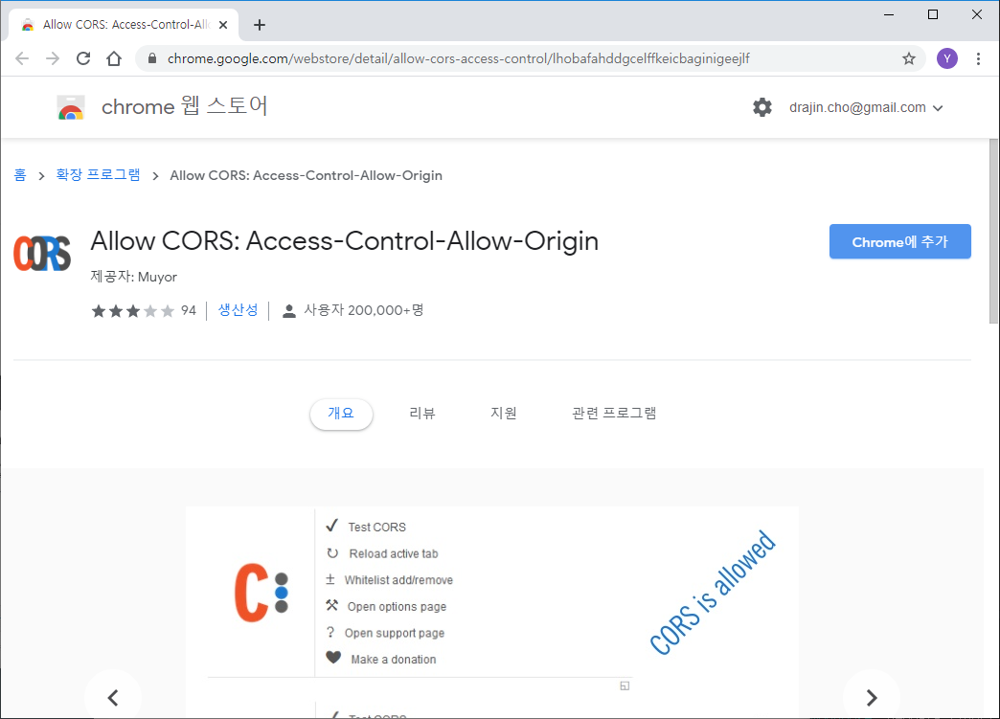 Allow CORS: Access-Control-Allo
chrome.google.com/webstore/detail/allow-cors-access-control/lhobafahddgcelffkeicbaginigeejlf
Y
chrome 웹 스토어
drajin.cho@gmail.com
홈 > 확장 프로그램 > Allow CORS: Access-Control-Allow-Origin
CORS
Allow CORS: Access-Control-Allow-Origin
Chrome에 추가
제공자: Muyor
94
생산성
사용자 200,000+명
개요
리뷰
지원
관련 프로그램
C
Test CORS
Reload active tab
± Whitelist add/remove
Open options page
? Open support page
Make a donation
CORS is allowed
Test CORS